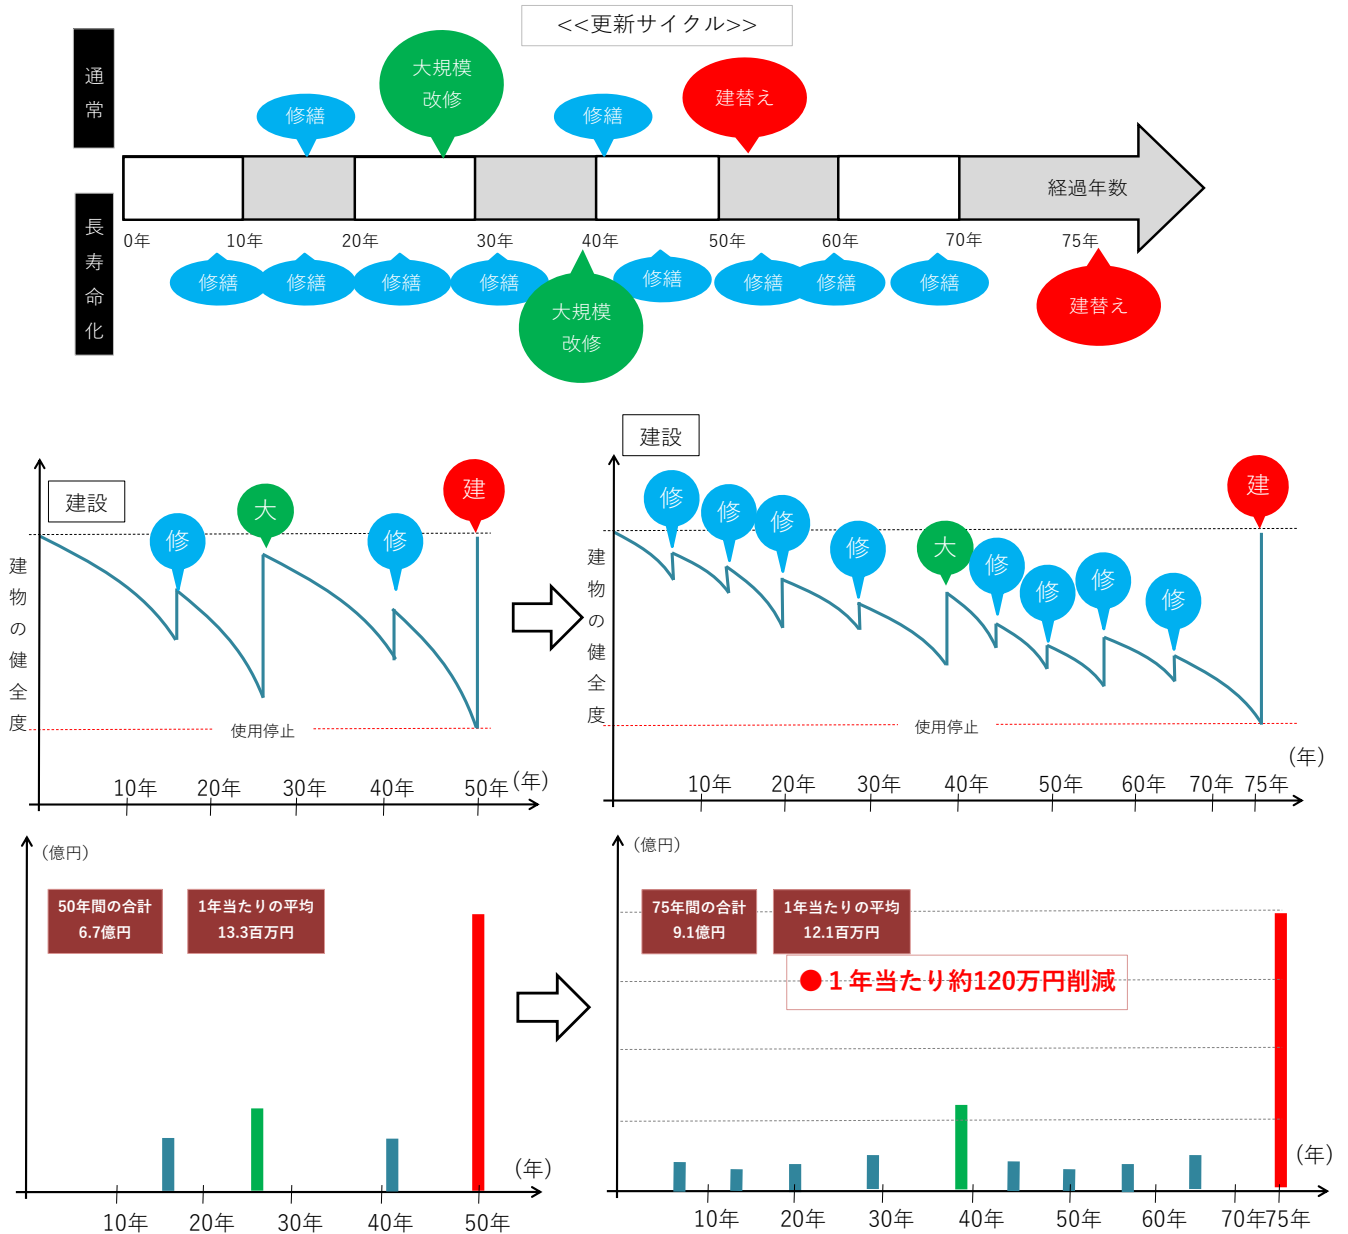 <<更新サイクル>>
通常
大規模
改修
修繕
修繕
建替え
経過年数
長寿命化
0年
10年
20年
30年
40年
50年
60年
70年
75年
修繕
修繕
修繕
修繕
大規模
改修
修繕
修繕
修繕
修繕
建替え
建設
修
大
修
建
建物の健全度
使用停止
10年
20年
30年
40年
50年
(年)
建設
修
修
修
修
大
修
修
修
修
建
建物の健全度
使用停止
(年)
10年
20年
30年
40年
50年
60年
70年
75年
(億円)
50年間の合計
6.7億円
1年当たりの平均
13.3百万円
(年)
10年
20年
30年
40年
50年
(億円)
75年間の合計
9.1億円
1年当たりの平均
12.1百万円
●１年当たり約120万円削減
(年)
10年
20年
30年
40年
50年
60年
70年
75年